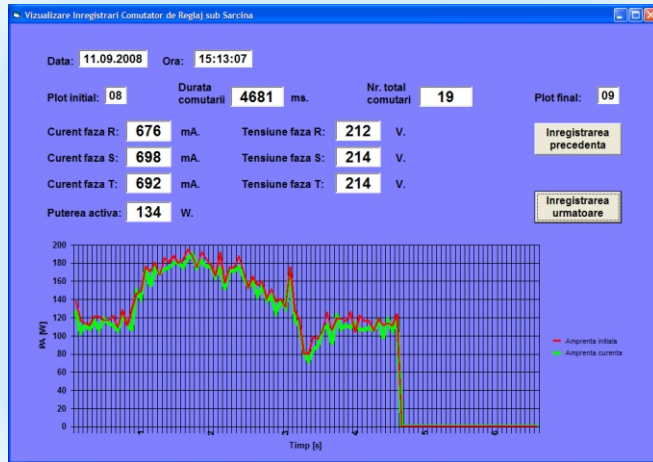 Vizualizare Inregistrari Comutator de Reglaj sub Sarcina
Data: 11.09.2008 Ora: 15:13:07
Plot initial: 08 Durata comutarii 4681 ms. Nr. total comutari 19 Plot final: 09
Curent faza R: 676 mA. Tensiune faza R: 212 V.
Inregistrarea precedenta
Curent faza S: 698 mA. Tensiune faza S: 214 V.
Curent faza T: 692 mA. Tensiune faza T: 214 V.
Puterea activa: 134 W.
Inregistrarea urmatoare
PA [W]
200
180
160
140
120
100
80
60
40
20
0
1 2 3 4 5 6
Timp [s]
Amprenta initiala
Amprenta curenta